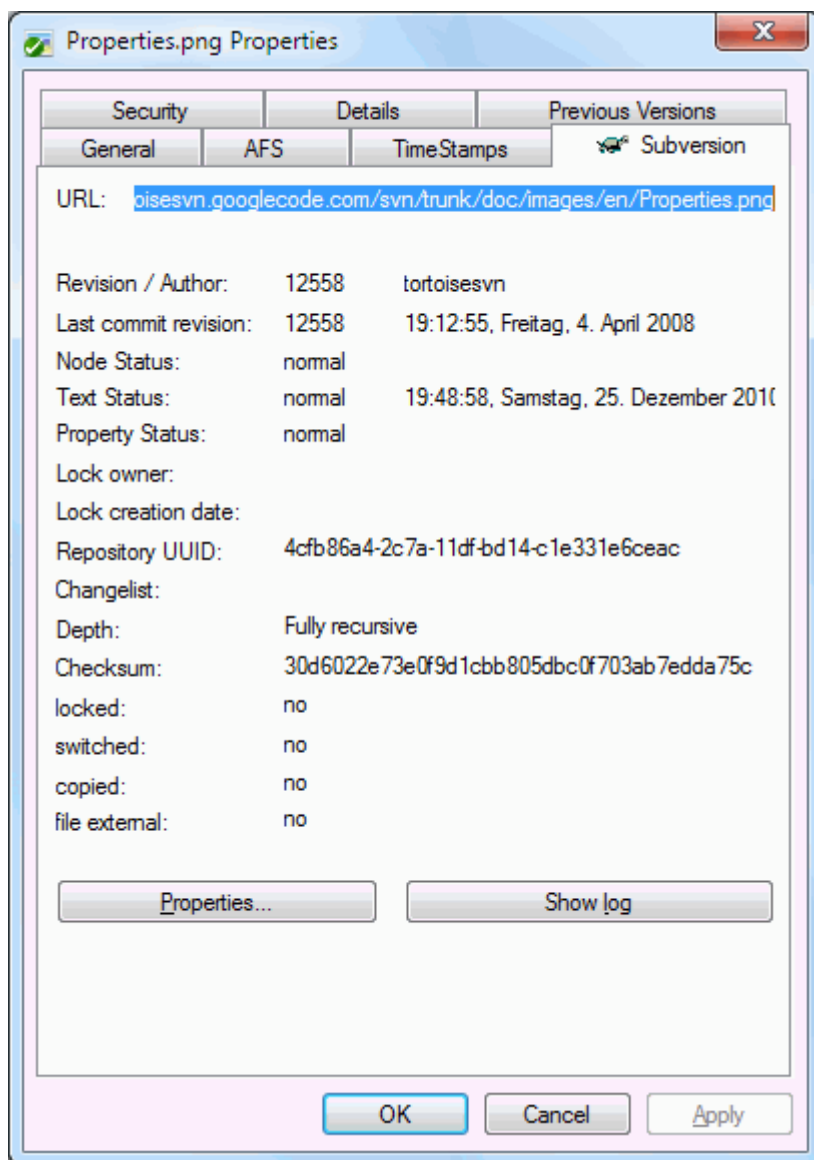 Properties.png Properties
Security Details Previous Versions
General AFS TimeStamps Subversion
URL: oisesvn.googlecode.com/svn/trunk/doc/images/en/Properties.png
Revision / Author: 12558 tortoisesvn
Last commit revision: 12558 19:12:55, Freitag, 4. April 2008
Node Status: normal
Text Status: normal 19:48:58, Samstag, 25. Dezember 2010
Property Status: normal
Lock owner:
Lock creation date:
Repository UUID: 4cfb86a4-2c7a-11df-bd14-c1e331e6ceac
Changelist:
Depth: Fully recursive
Checksum: 30d6022e73e0f9d1cbb805dbc0f703ab7edda75c
locked: no
switched: no
copied: no
file external: no
Properties... Show log
OK Cancel Apply